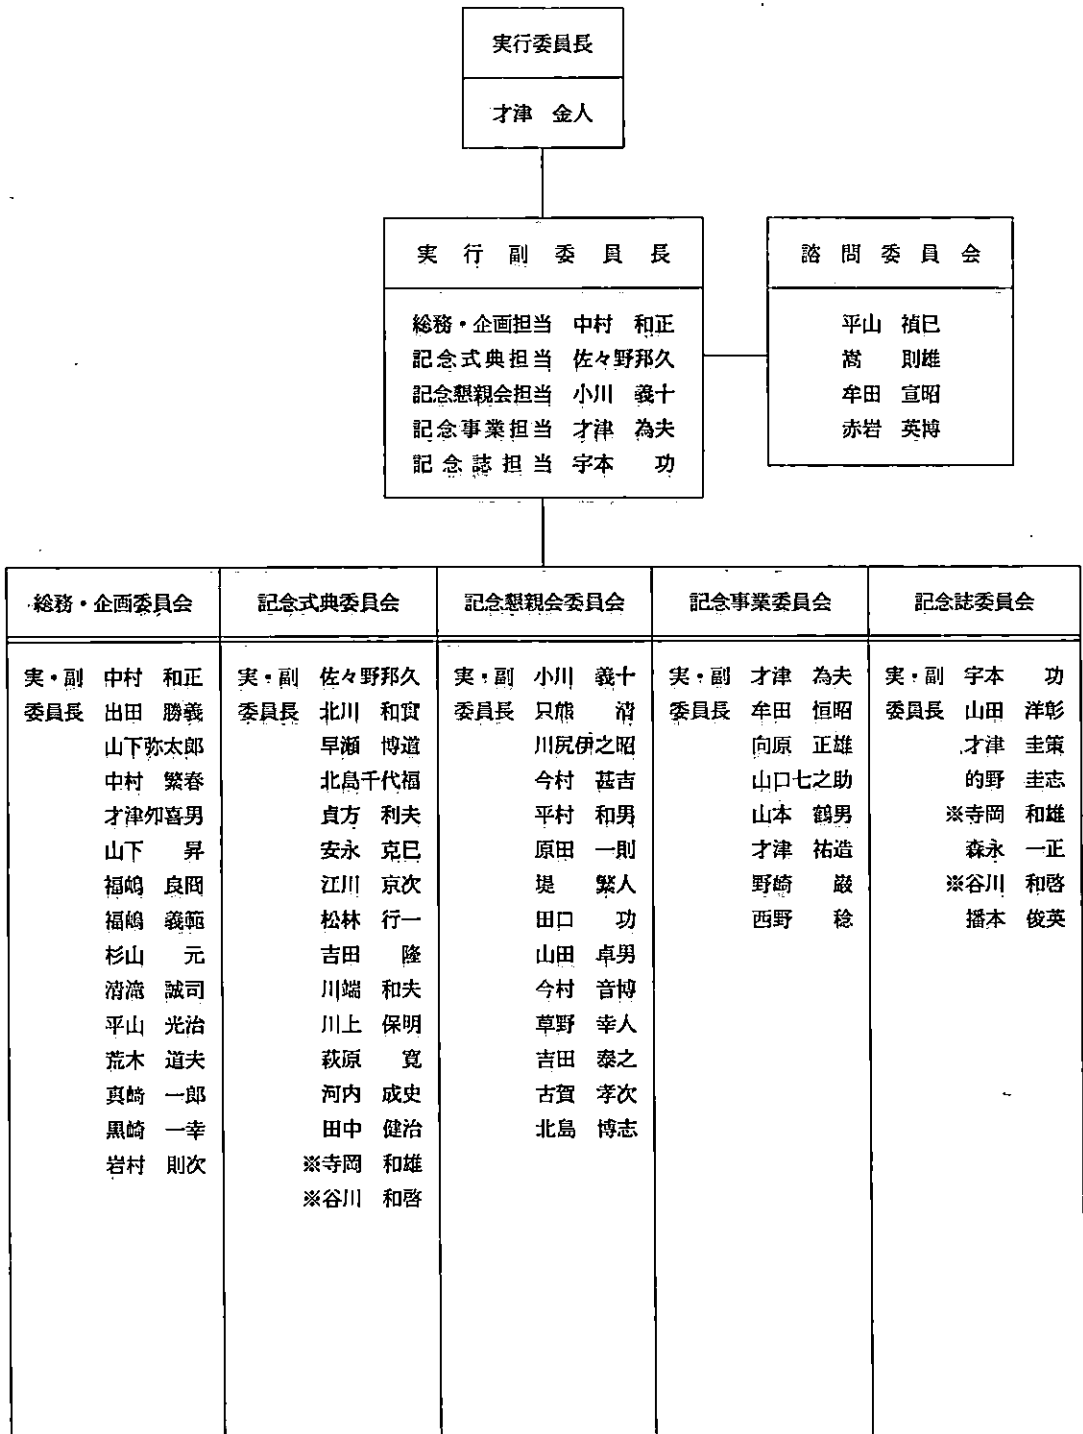 実行委員長
才津　金人
実行副委員長
総務・企画担当　中村　和正
記念式典担当　佐々野邦久
記念懇親会担当　小川　義十
記念事業担当　才津　為夫
記念誌担当　宇本　功
諮問委員会
平山　禎巳
嵩　則雄
牟田　宣昭
赤岩　英博
総務・企画委員会
実・副　中村　和正
委員長　出田　勝義
山下弥太郎
中村　繁春
才津卯喜男
山下　昇
福嶋　良岡
福嶋　義範
杉山　元
清滝　誠司
平山　光治
荒木　道夫
真崎　一郎
黒崎　一幸
岩村　則次
記念式典委員会
実・副　佐々野邦久
委員長　北川　和實
早瀬　博道
北島千代福
貞方　利夫
安永　克巳
江川　京次
松林　行一
吉田　隆
川端　和夫
川上　保明
萩原　寛
河内　成史
田中　健治
※寺岡　和雄
※谷川　和啓
記念懇親会委員会
実・副　小川　義十
委員長　只熊　清
川尻伊之昭
今村　甚吉
平村　和男
原田　一則
堤　繁人
田口　功
山田　卓男
今村　音博
草野　幸人
吉田　泰之
古賀　孝次
北島　博志
記念事業委員会
実・副　才津　為夫
委員長　牟田　恒昭
向原　正雄
山口七之助
山本　鶴男
才津　祐造
野崎　巌
西野　稔
記念誌委員会
実・副　宇本　功
委員長　山田　洋彰
才津　圭策
的野　圭志
※寺岡　和雄
森永　一正
※谷川　和啓
播本　俊英